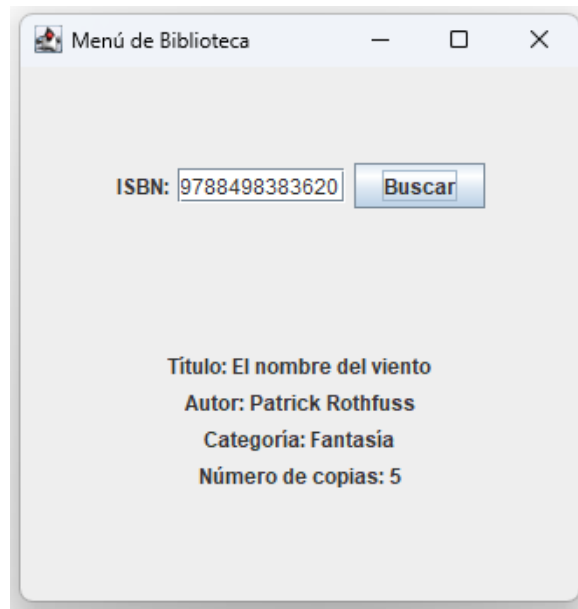 Menú de Biblioteca
ISBN: 9788498383620 Buscar
Título: El nombre del viento
Autor: Patrick Rothfuss
Categoría: Fantasía
Número de copias: 5